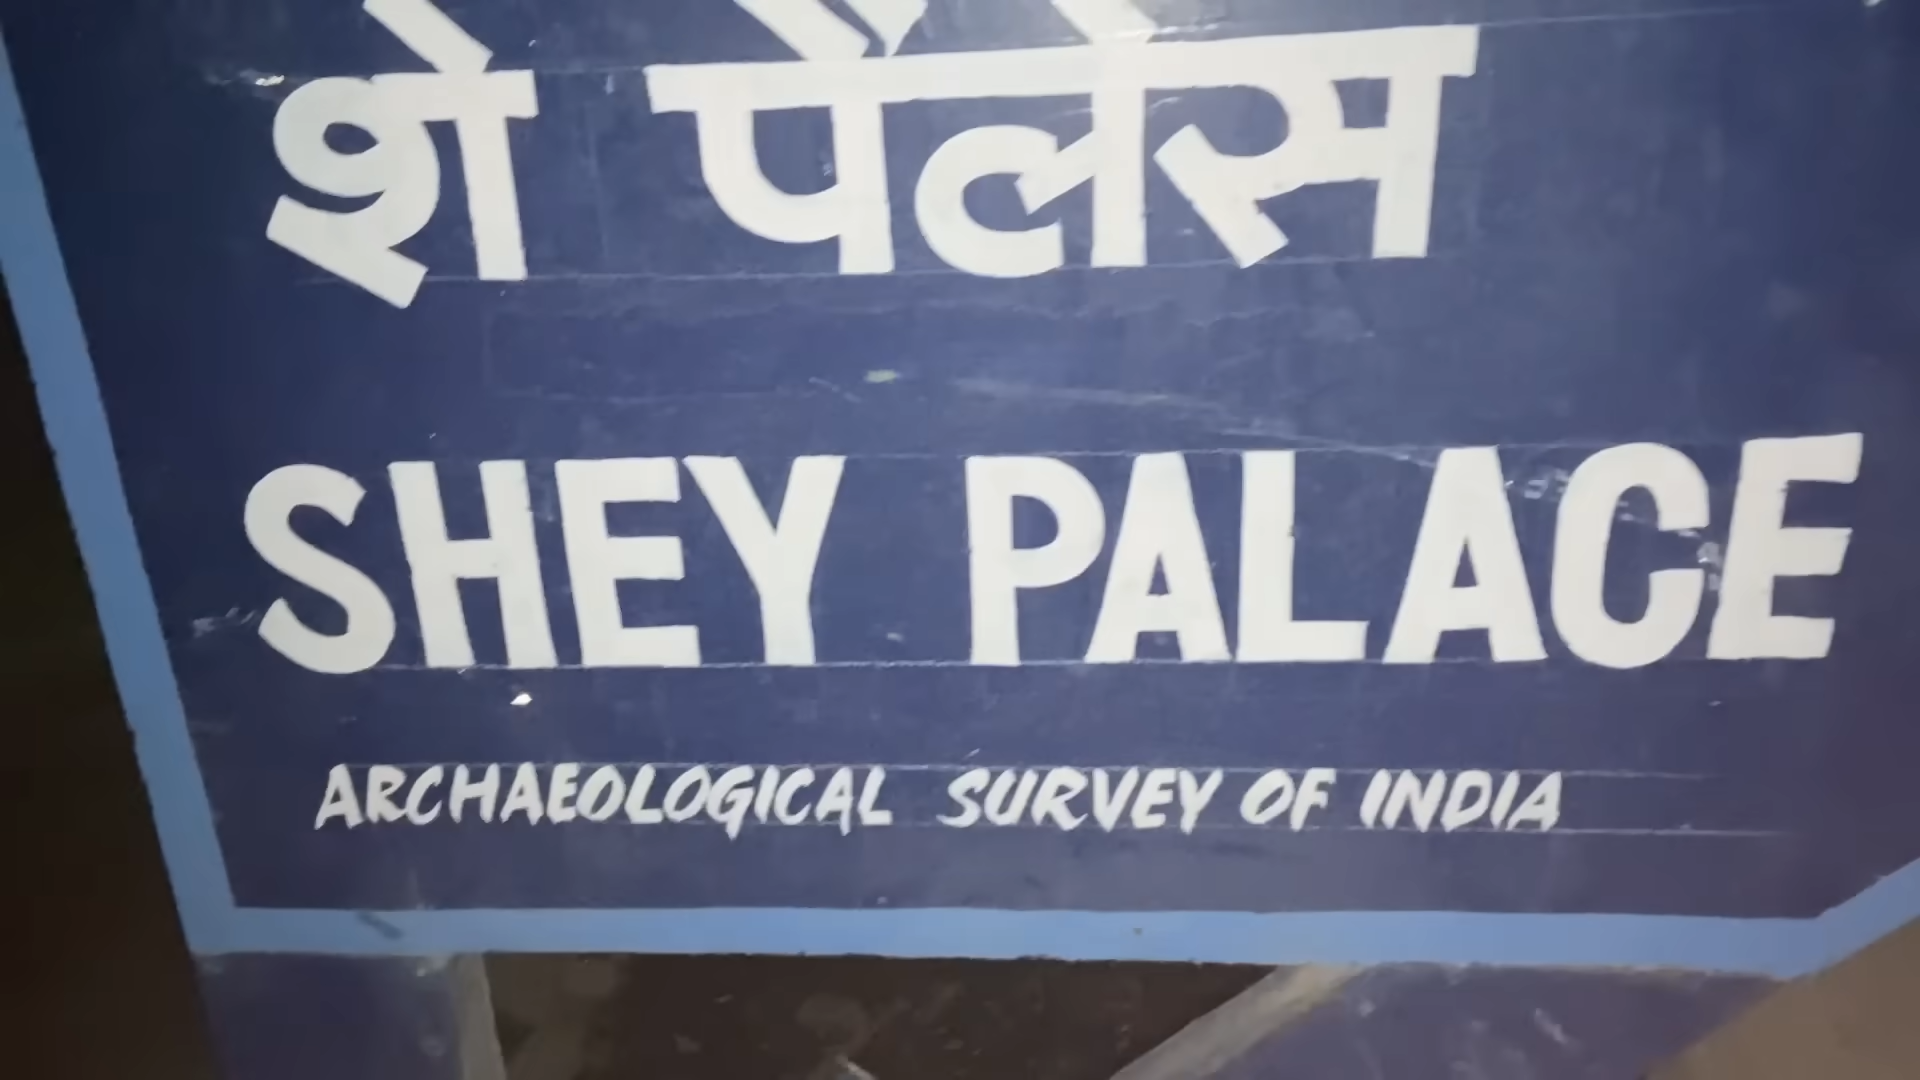 शे पैलेस
SHEY PALACE
ARCHAEOLOGICAL SURVEY OF INDIA